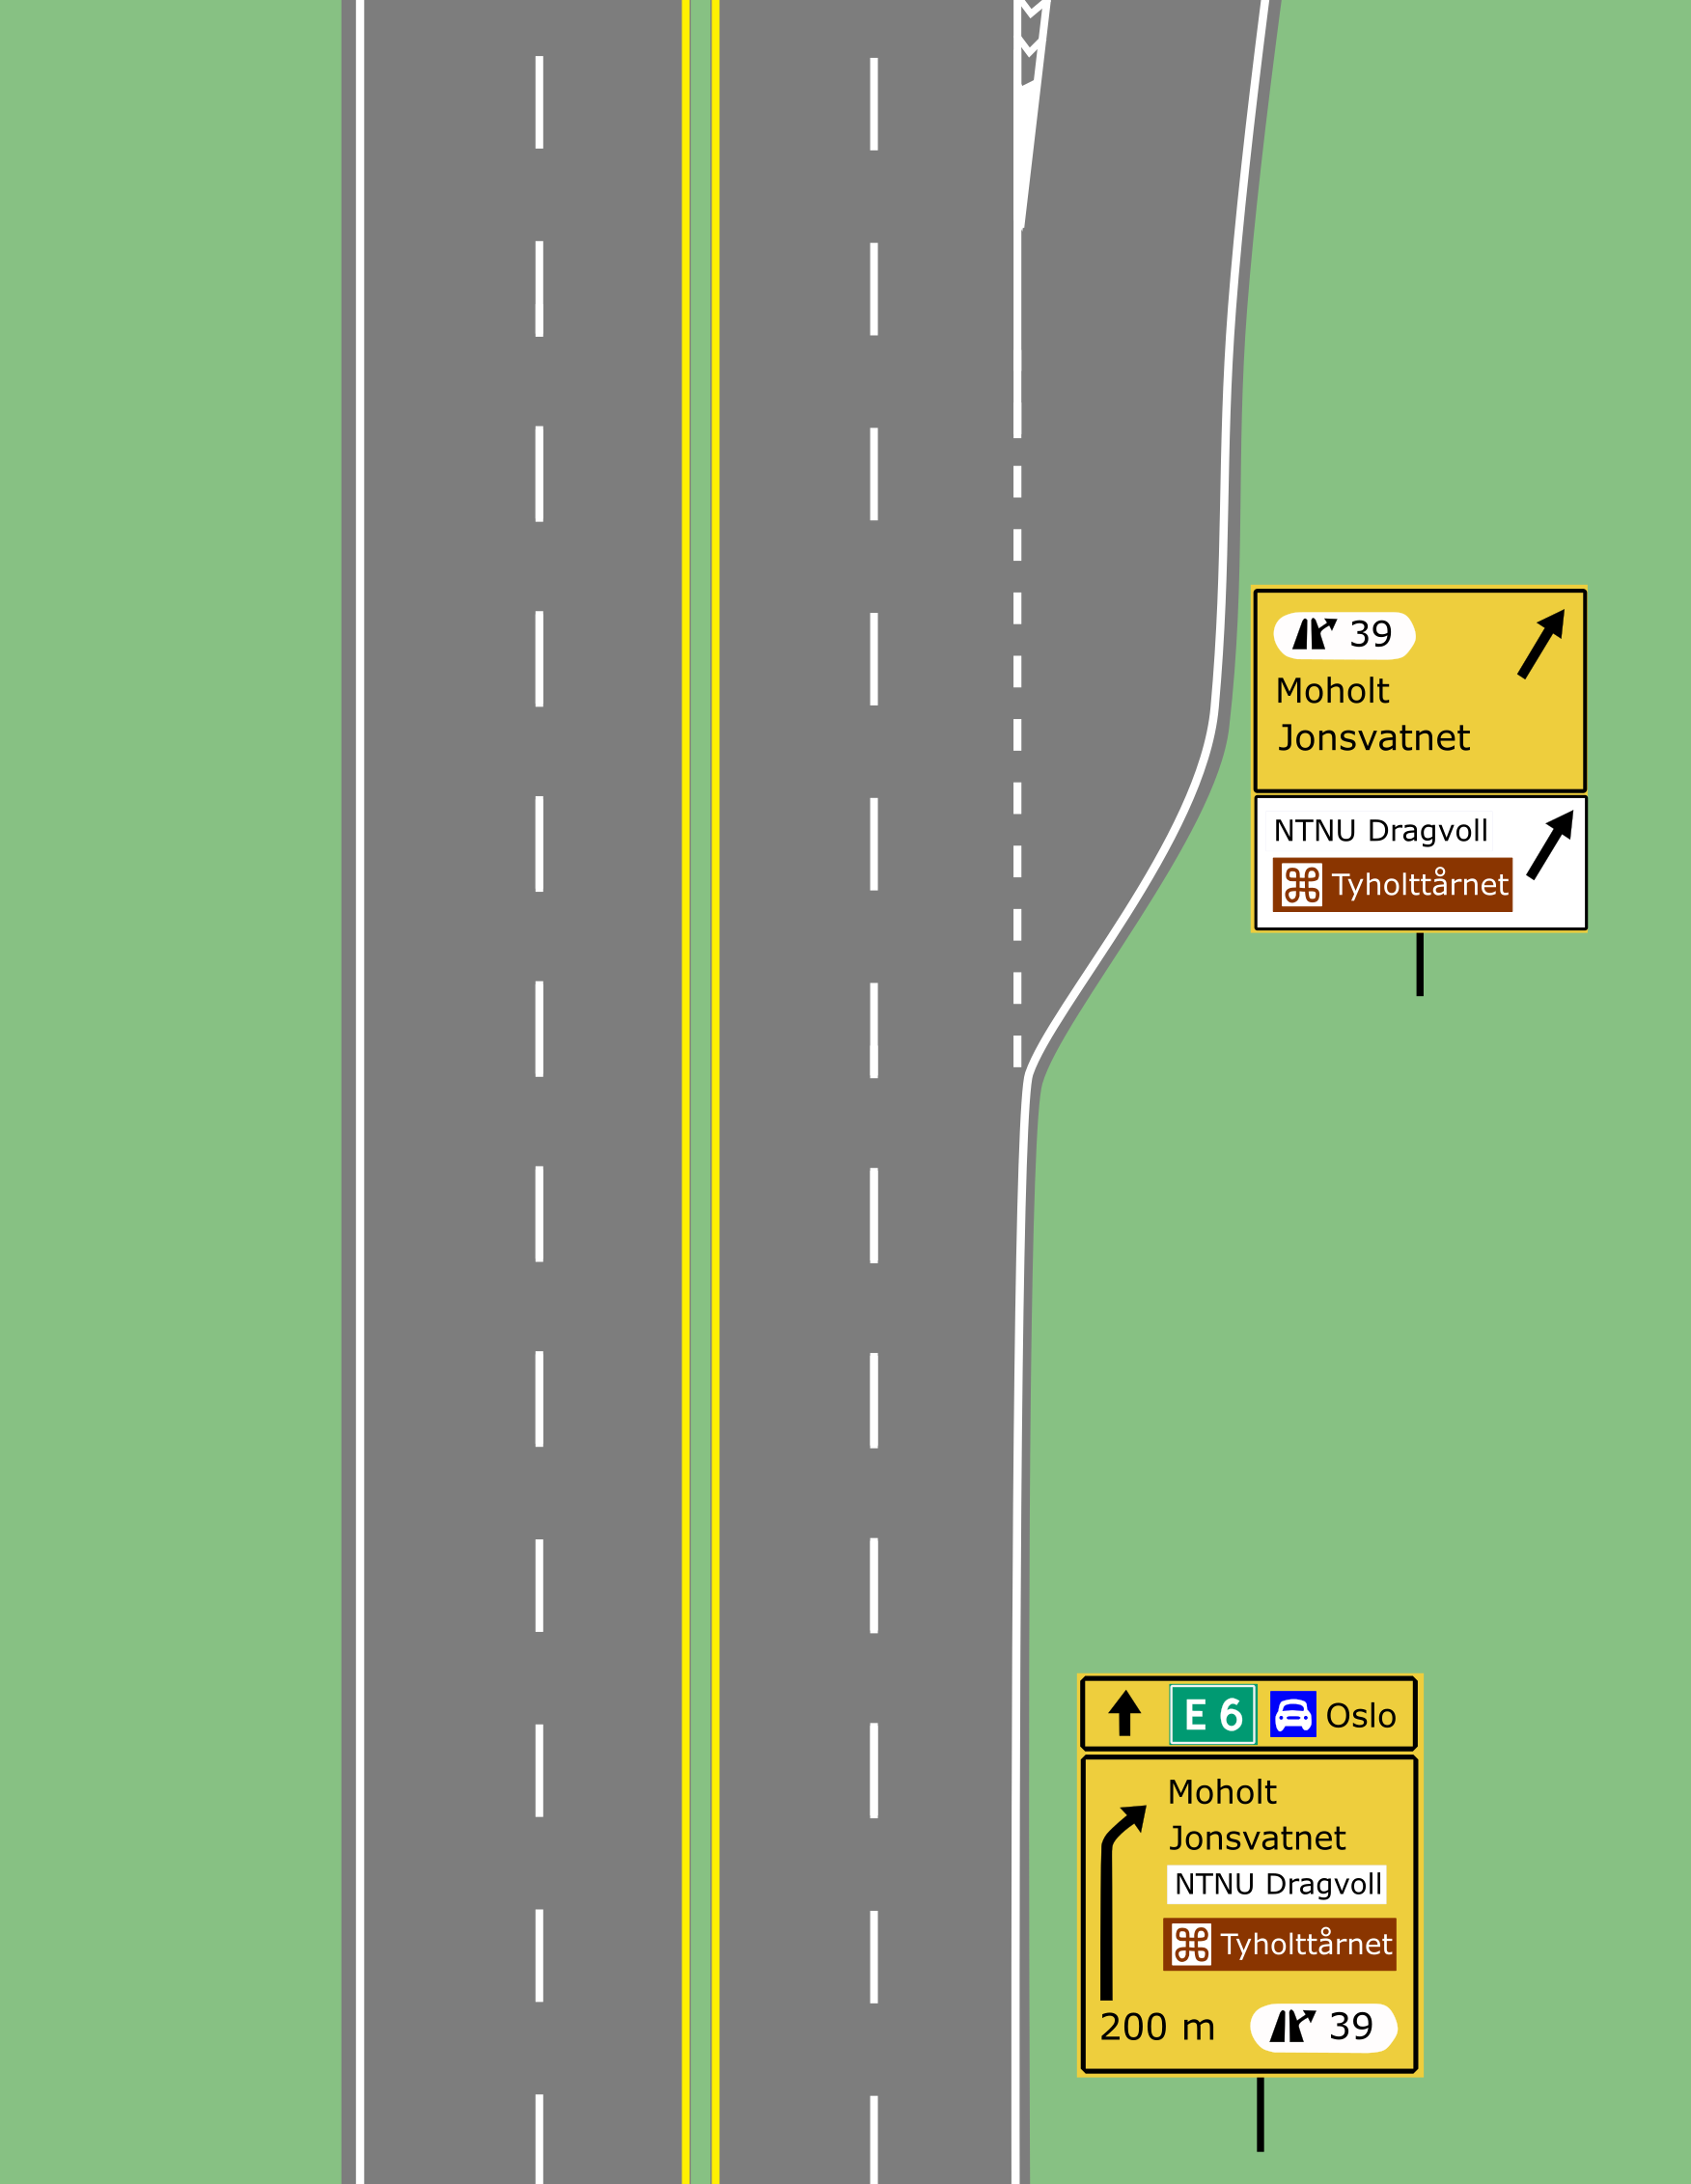 39
Moholt
Jonsvatnet
NTNU Dragvoll
Tyholttårnet
E 6 Oslo
Moholt
Jonsvatnet
NTNU Dragvoll
Tyholttårnet
200 m 39